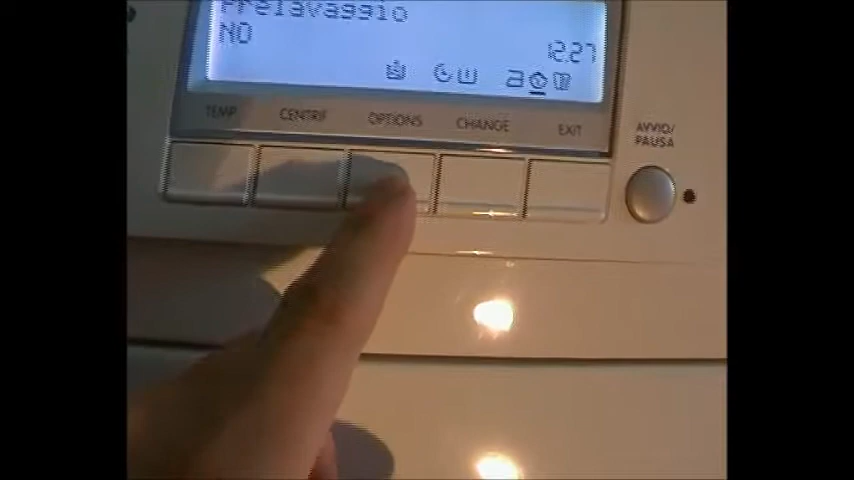 Prelavaggio
NO
12.27
TEMP CENTRIF OPTIONS CHANGE EXIT
AVVIO/
PAUSA